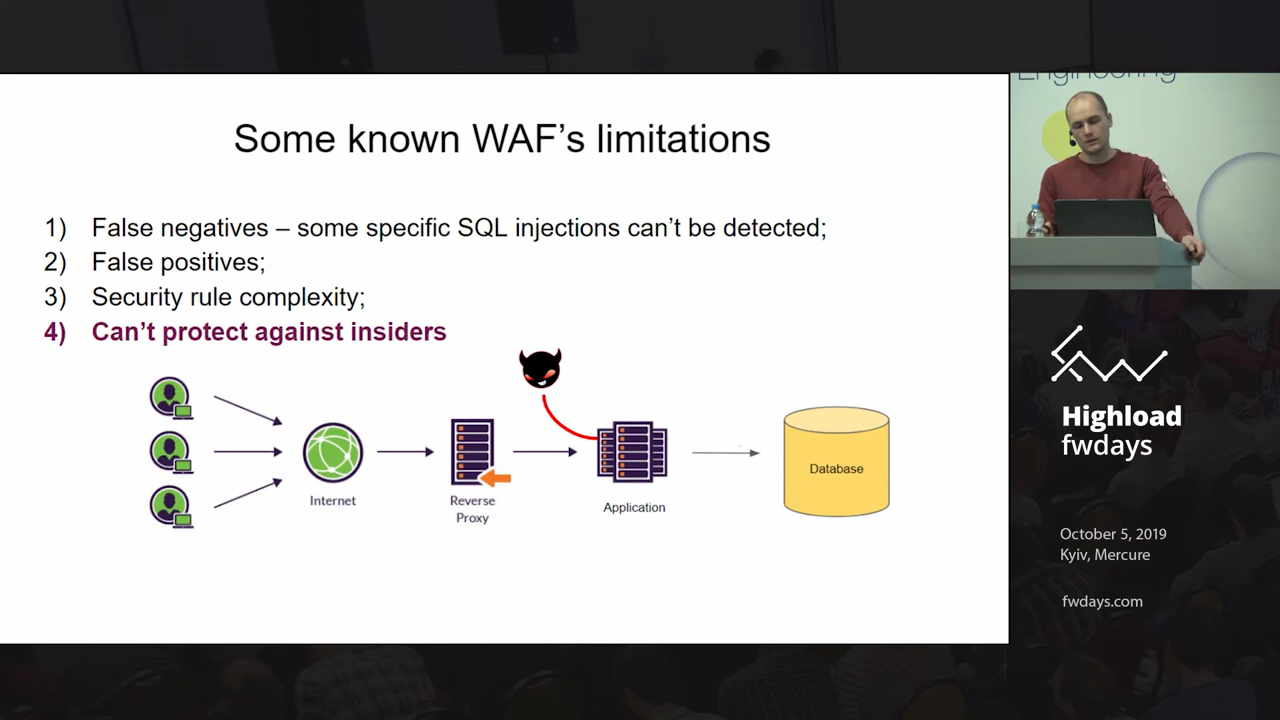 Some known WAF's limitations
1) False negatives – some specific SQL injections can't be detected;
2) False positives;
3) Security rule complexity;
4) Can't protect against insiders
Internet
Reverse
Proxy
Application
Database
Engineering
Highload
fwdays
October 5, 2019
Kyiv, Mercure
fwdays.com